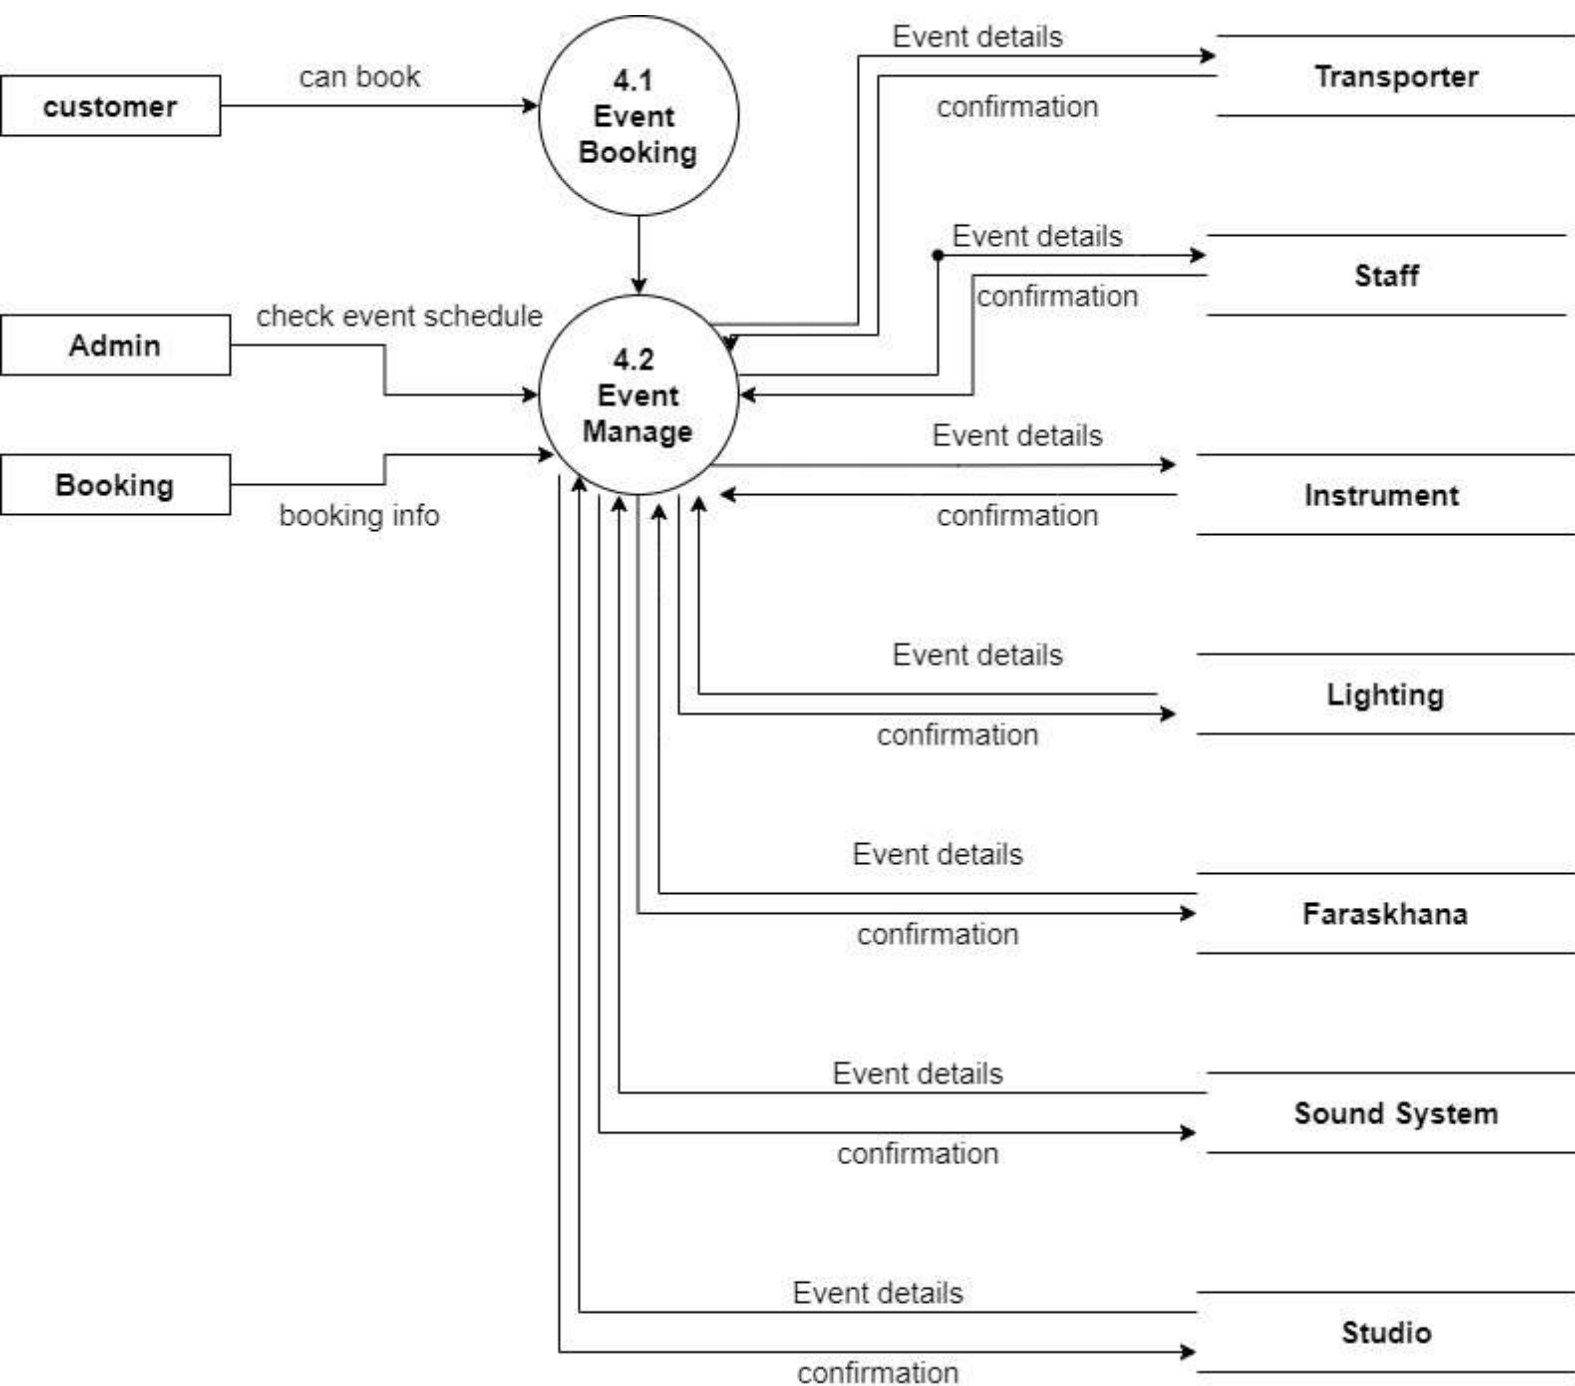 Event details
can book
4.1
Event
Booking
Transporter
customer
confirmation
Event details
Staff
confirmation
check event schedule
Admin
4.2
Event
Manage
Event details
Booking
booking info
Instrument
confirmation
Event details
Lighting
confirmation
Event details
Faraskhana
confirmation
Event details
Sound System
confirmation
Event details
Studio
confirmation